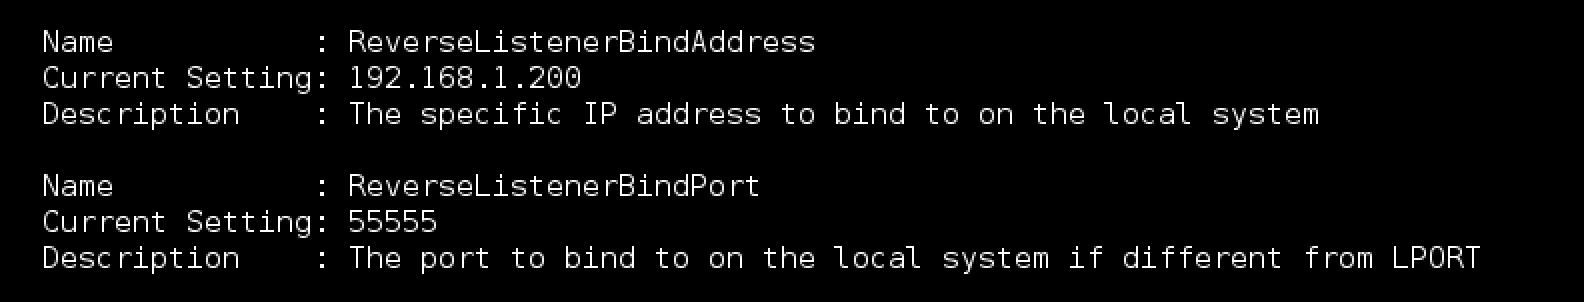 Name           : ReverseListenerBindAddress
Current Setting: 192.168.1.200
Description    : The specific IP address to bind to on the local system
Name           : ReverseListenerBindPort
Current Setting: 55555
Description    : The port to bind to on the local system if different from LPORT